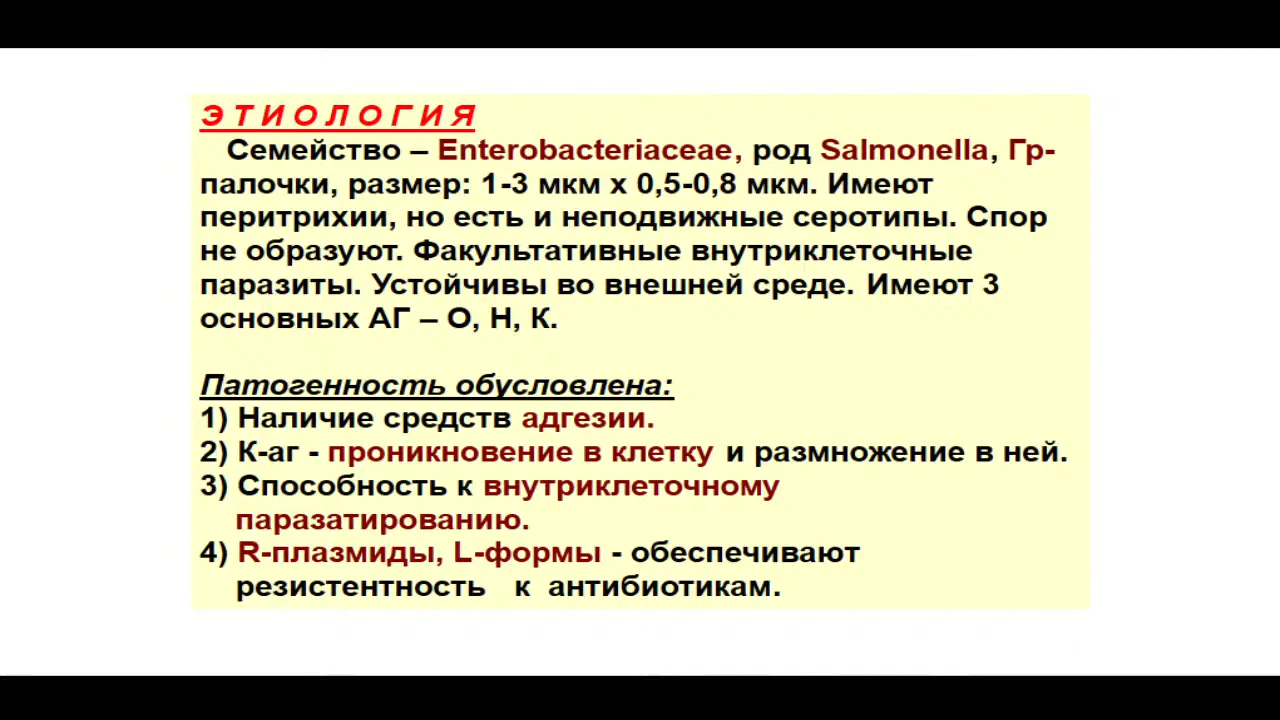 ЭТИОЛОГИЯ
Семейство – Enterobacteriaceae, род Salmonella, Гр-
палочки, размер: 1-3 мкм х 0,5-0,8 мкм. Имеют
перитрихии, но есть и неподвижные серотипы. Спор
не образуют. Факультативные внутриклеточные
паразиты. Устойчивы во внешней среде. Имеют 3
основных АГ – О, Н, К.
Патогенность обусловлена:
1) Наличие средств адгезии.
2) К-аг - проникновение в клетку и размножение в ней.
3) Способность к внутриклеточному
паразатированию.
4) R-плазмиды, L-формы - обеспечивают
резистентность к антибиотикам.